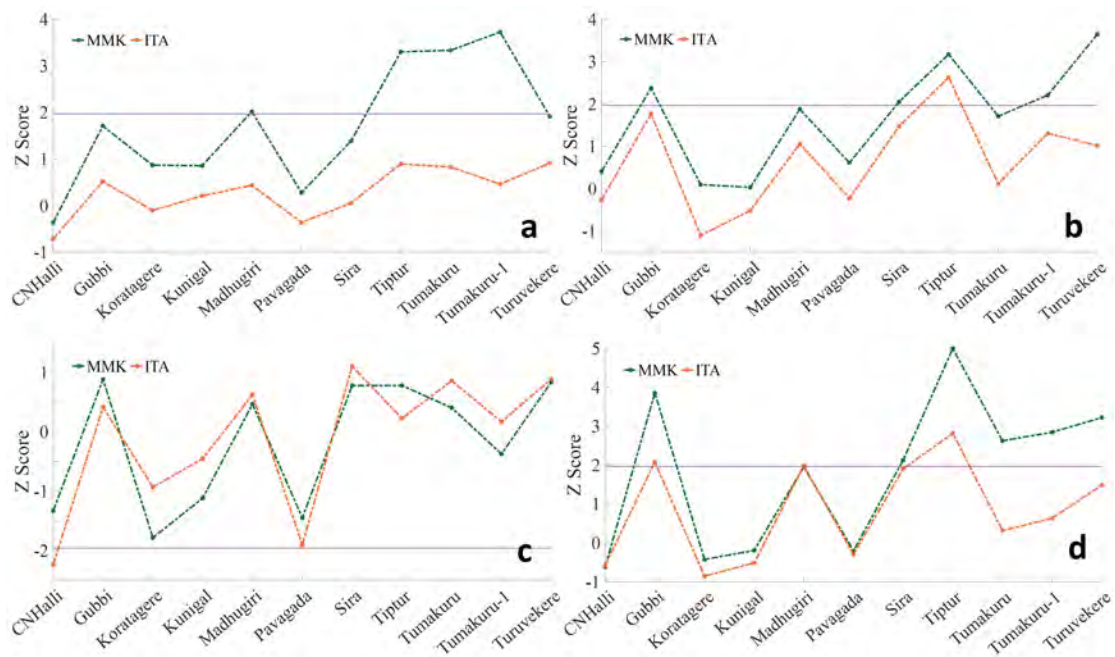 4
3
2
1
0
-1
Z Score
MMK ITA
a
CNHalli
Gubbi
Koratagere
Kunigal
Madhugiri
Pavagada
Sira
Tiptur
Tumakuru
Tumakuru-1
Turuvekere
4
3
2
1
0
-1
Z Score
MMK ITA
b
CNHalli
Gubbi
Koratagere
Kunigal
Madhugiri
Pavagada
Sira
Tiptur
Tumakuru
Tumakuru-1
Turuvekere
1
0
-1
-2
Z Score
MMK ITA
c
CNHalli
Gubbi
Koratagere
Kunigal
Madhugiri
Pavagada
Sira
Tiptur
Tumakuru
Tumakuru-1
Turuvekere
5
4
3
2
1
0
-1
Z Score
MMK ITA
d
CNHalli
Gubbi
Koratagere
Kunigal
Madhugiri
Pavagada
Sira
Tiptur
Tumakuru
Tumakuru-1
Turuvekere